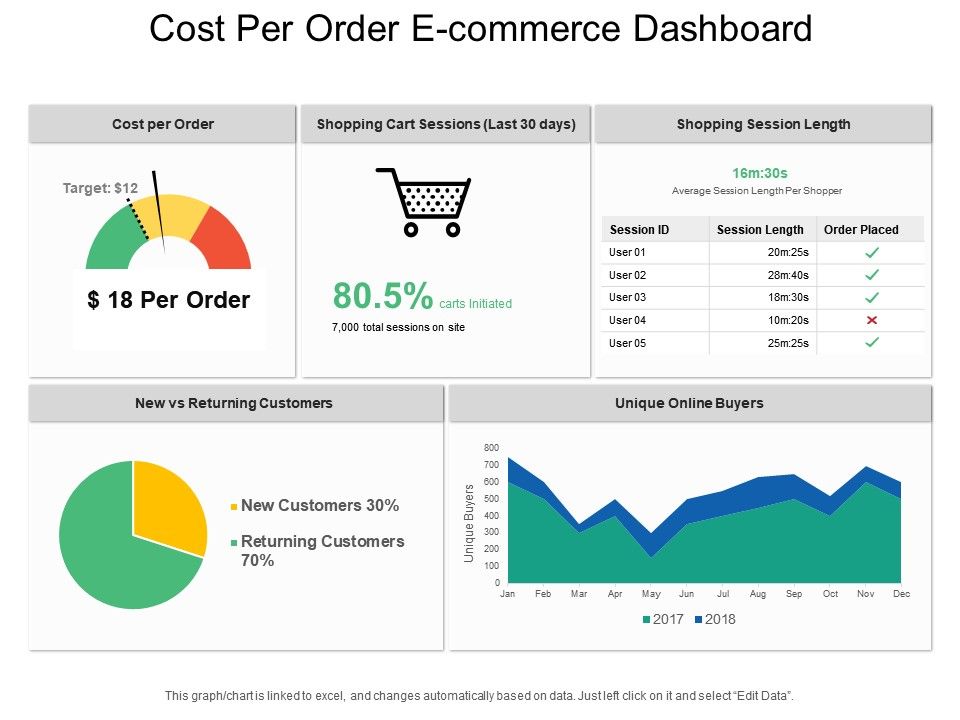 Cost Per Order E-commerce Dashboard
Cost per Order
Target: $12
$ 18 Per Order
Shopping Cart Sessions (Last 30 days)
80.5% carts Initiated
7,000 total sessions on site
Shopping Session Length
16m:30s
Average Session Length Per Shopper
Session ID Session Length Order Placed
User 01 20m:25s ✓
User 02 28m:40s ✓
User 03 18m:30s ✓
User 04 10m:20s ✕
User 05 25m:25s ✓
New vs Returning Customers
New Customers 30%
Returning Customers
70%
Unique Online Buyers
Unique Buyers
800
700
600
500
400
300
200
100
0
Jan Feb Mar Apr May Jun Jul Aug Sep Oct Nov Dec
2017 2018
This graph/chart is linked to excel, and changes automatically based on data. Just left click on it and select “Edit Data”.